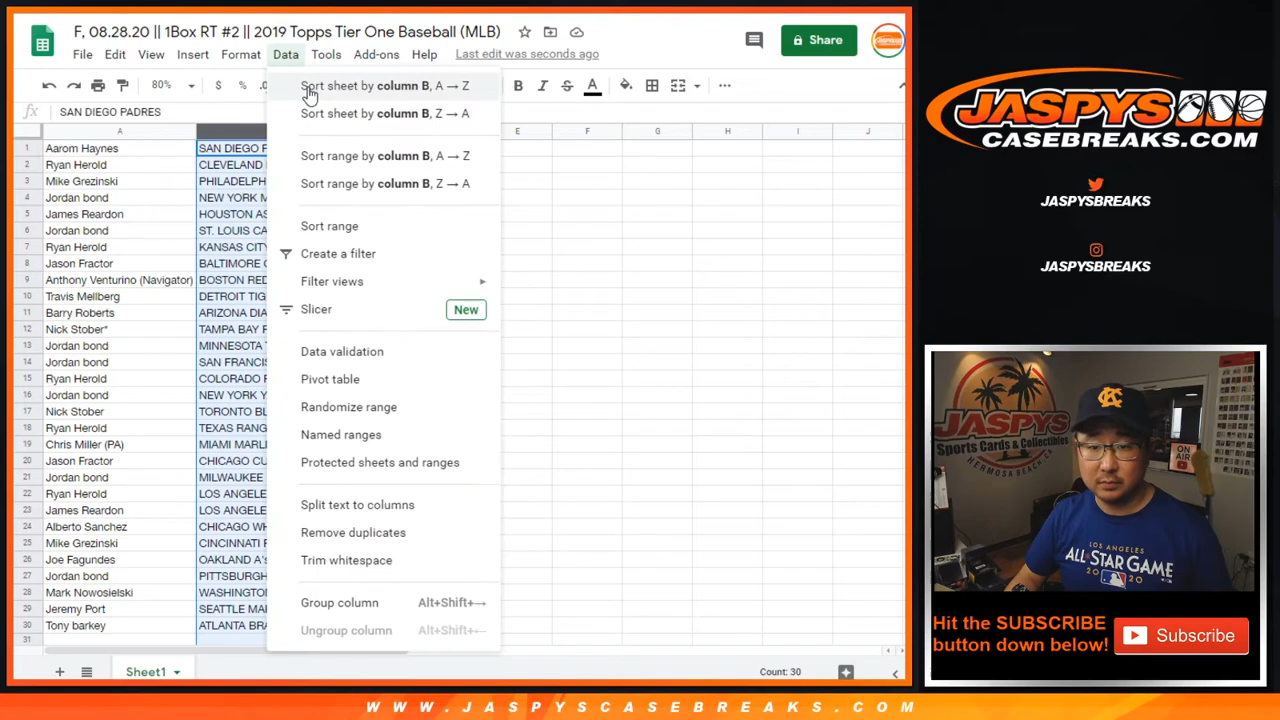 F, 08.28.20 || 1Box RT #2 || 2019 Topps Tier One Baseball (MLB)
File Edit View Insert Format Data Tools Add-ons Help Last edit was seconds ago
Share
80% $ % .0 B I S A
fx SAN DIEGO PADRES
A E F G H I J
1 Aarom Haynes SAN DIEGO P
2 Ryan Herold CLEVELAND
3 Mike Grezinski PHILADELPH
4 Jordan bond NEW YORK M
5 James Reardon HOUSTON AS
6 Jordan bond ST. LOUIS CA
7 Ryan Herold KANSAS CITY
8 Jason Fractor BALTIMORE O
9 Anthony Venturino (Navigator) BOSTON RED
10 Travis Mellberg DETROIT TIG
11 Barry Roberts ARIZONA DIA
12 Nick Stober* TAMPA BAY R
13 Jordan bond MINNESOTA T
14 Jordan bond SAN FRANCIS
15 Ryan Herold COLORADO R
16 Jordan bond NEW YORK Y
17 Nick Stober TORONTO BL
18 Ryan Herold TEXAS RANG
19 Chris Miller (PA) MIAMI MARLI
20 Jason Fractor CHICAGO CU
21 Jordan bond MILWAUKEE
22 Ryan Herold LOS ANGELE
23 James Reardon LOS ANGELE
24 Alberto Sanchez CHICAGO WH
25 Mike Grezinski CINCINNATI R
26 Joe Fagundes OAKLAND A's
27 Jordan bond PITTSBURGH
28 Mark Nowosielski WASHINGTON
29 Jeremy Port SEATTLE MAR
30 Tony barkey ATLANTA BRA
31
Sort sheet by column B, A → Z
Sort sheet by column B, Z → A
Sort range by column B, A → Z
Sort range by column B, Z → A
Sort range
Create a filter
Filter views
Slicer New
Data validation
Pivot table
Randomize range
Named ranges
Protected sheets and ranges
Split text to columns
Remove duplicates
Trim whitespace
Group column Alt+Shift+→
Ungroup column Alt+Shift+←
Sheet1
Count: 30
JASPYS
CASEBREAKS.COM
JASPYSBREAKS
JASPYSBREAKS
JASPYS
Sports Cards & Collectibles
HERMOSA BEACH, CA
KC
ON AIR
LOS ANGELES
ALL STAR GAME
2020
Hit the SUBSCRIBE
button down below!
Subscribe
WWW.JASPYSCASEBREAKS.COM